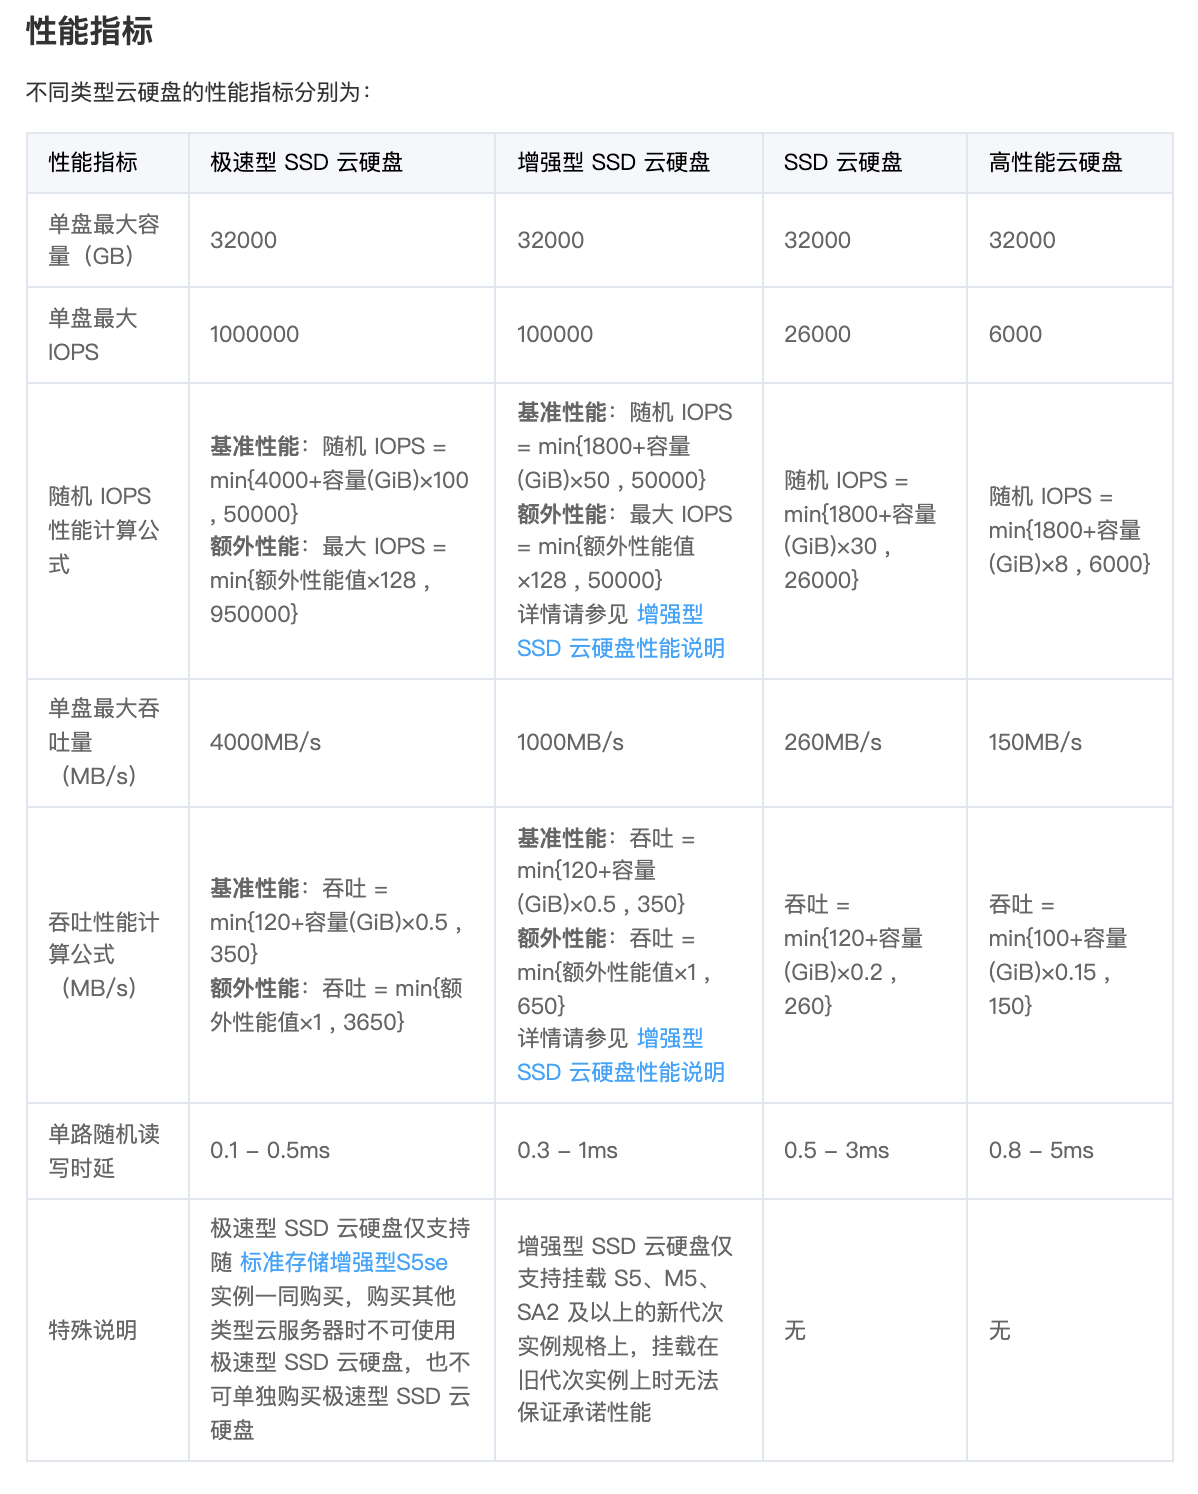 性能指标
不同类型云硬盘的性能指标分别为：
性能指标
极速型 SSD 云硬盘
增强型 SSD 云硬盘
SSD 云硬盘
高性能云硬盘
单盘最大容
量（GB）
32000
32000
32000
32000
单盘最大
IOPS
1000000
100000
26000
6000
随机 IOPS
性能计算公
式
基准性能：随机 IOPS =
min{4000+容量(GiB)×100
, 50000}
额外性能：最大 IOPS =
min{额外性能值×128 ,
950000}
基准性能：随机 IOPS
= min{1800+容量
(GiB)×50 , 50000}
额外性能：最大 IOPS
= min{额外性能值
×128 , 50000}
详情请参见 增强型
SSD 云硬盘性能说明
随机 IOPS =
min{1800+容量
(GiB)×30 ,
26000}
随机 IOPS =
min{1800+容量
(GiB)×8 , 6000}
单盘最大吞
吐量
（MB/s）
4000MB/s
1000MB/s
260MB/s
150MB/s
吞吐性能计
算公式
（MB/s）
基准性能：吞吐 =
min{120+容量(GiB)×0.5 ,
350}
额外性能：吞吐 = min{额
外性能值×1 , 3650}
基准性能：吞吐 =
min{120+容量
(GiB)×0.5 , 350}
额外性能：吞吐 =
min{额外性能值×1 ,
650}
详情请参见 增强型
SSD 云硬盘性能说明
吞吐 =
min{120+容量
(GiB)×0.2 ,
260}
吞吐 =
min{100+容量
(GiB)×0.15 ,
150}
单路随机读
写时延
0.1 – 0.5ms
0.3 – 1ms
0.5 – 3ms
0.8 – 5ms
特殊说明
极速型 SSD 云硬盘仅支持
随 标准存储增强型S5se
实例一同购买，购买其他
类型云服务器时不可使用
极速型 SSD 云硬盘，也不
可单独购买极速型 SSD 云
硬盘
增强型 SSD 云硬盘仅
支持挂载 S5、M5、
SA2 及以上的新代次
实例规格上，挂载在
旧代次实例上时无法
保证承诺性能
无
无